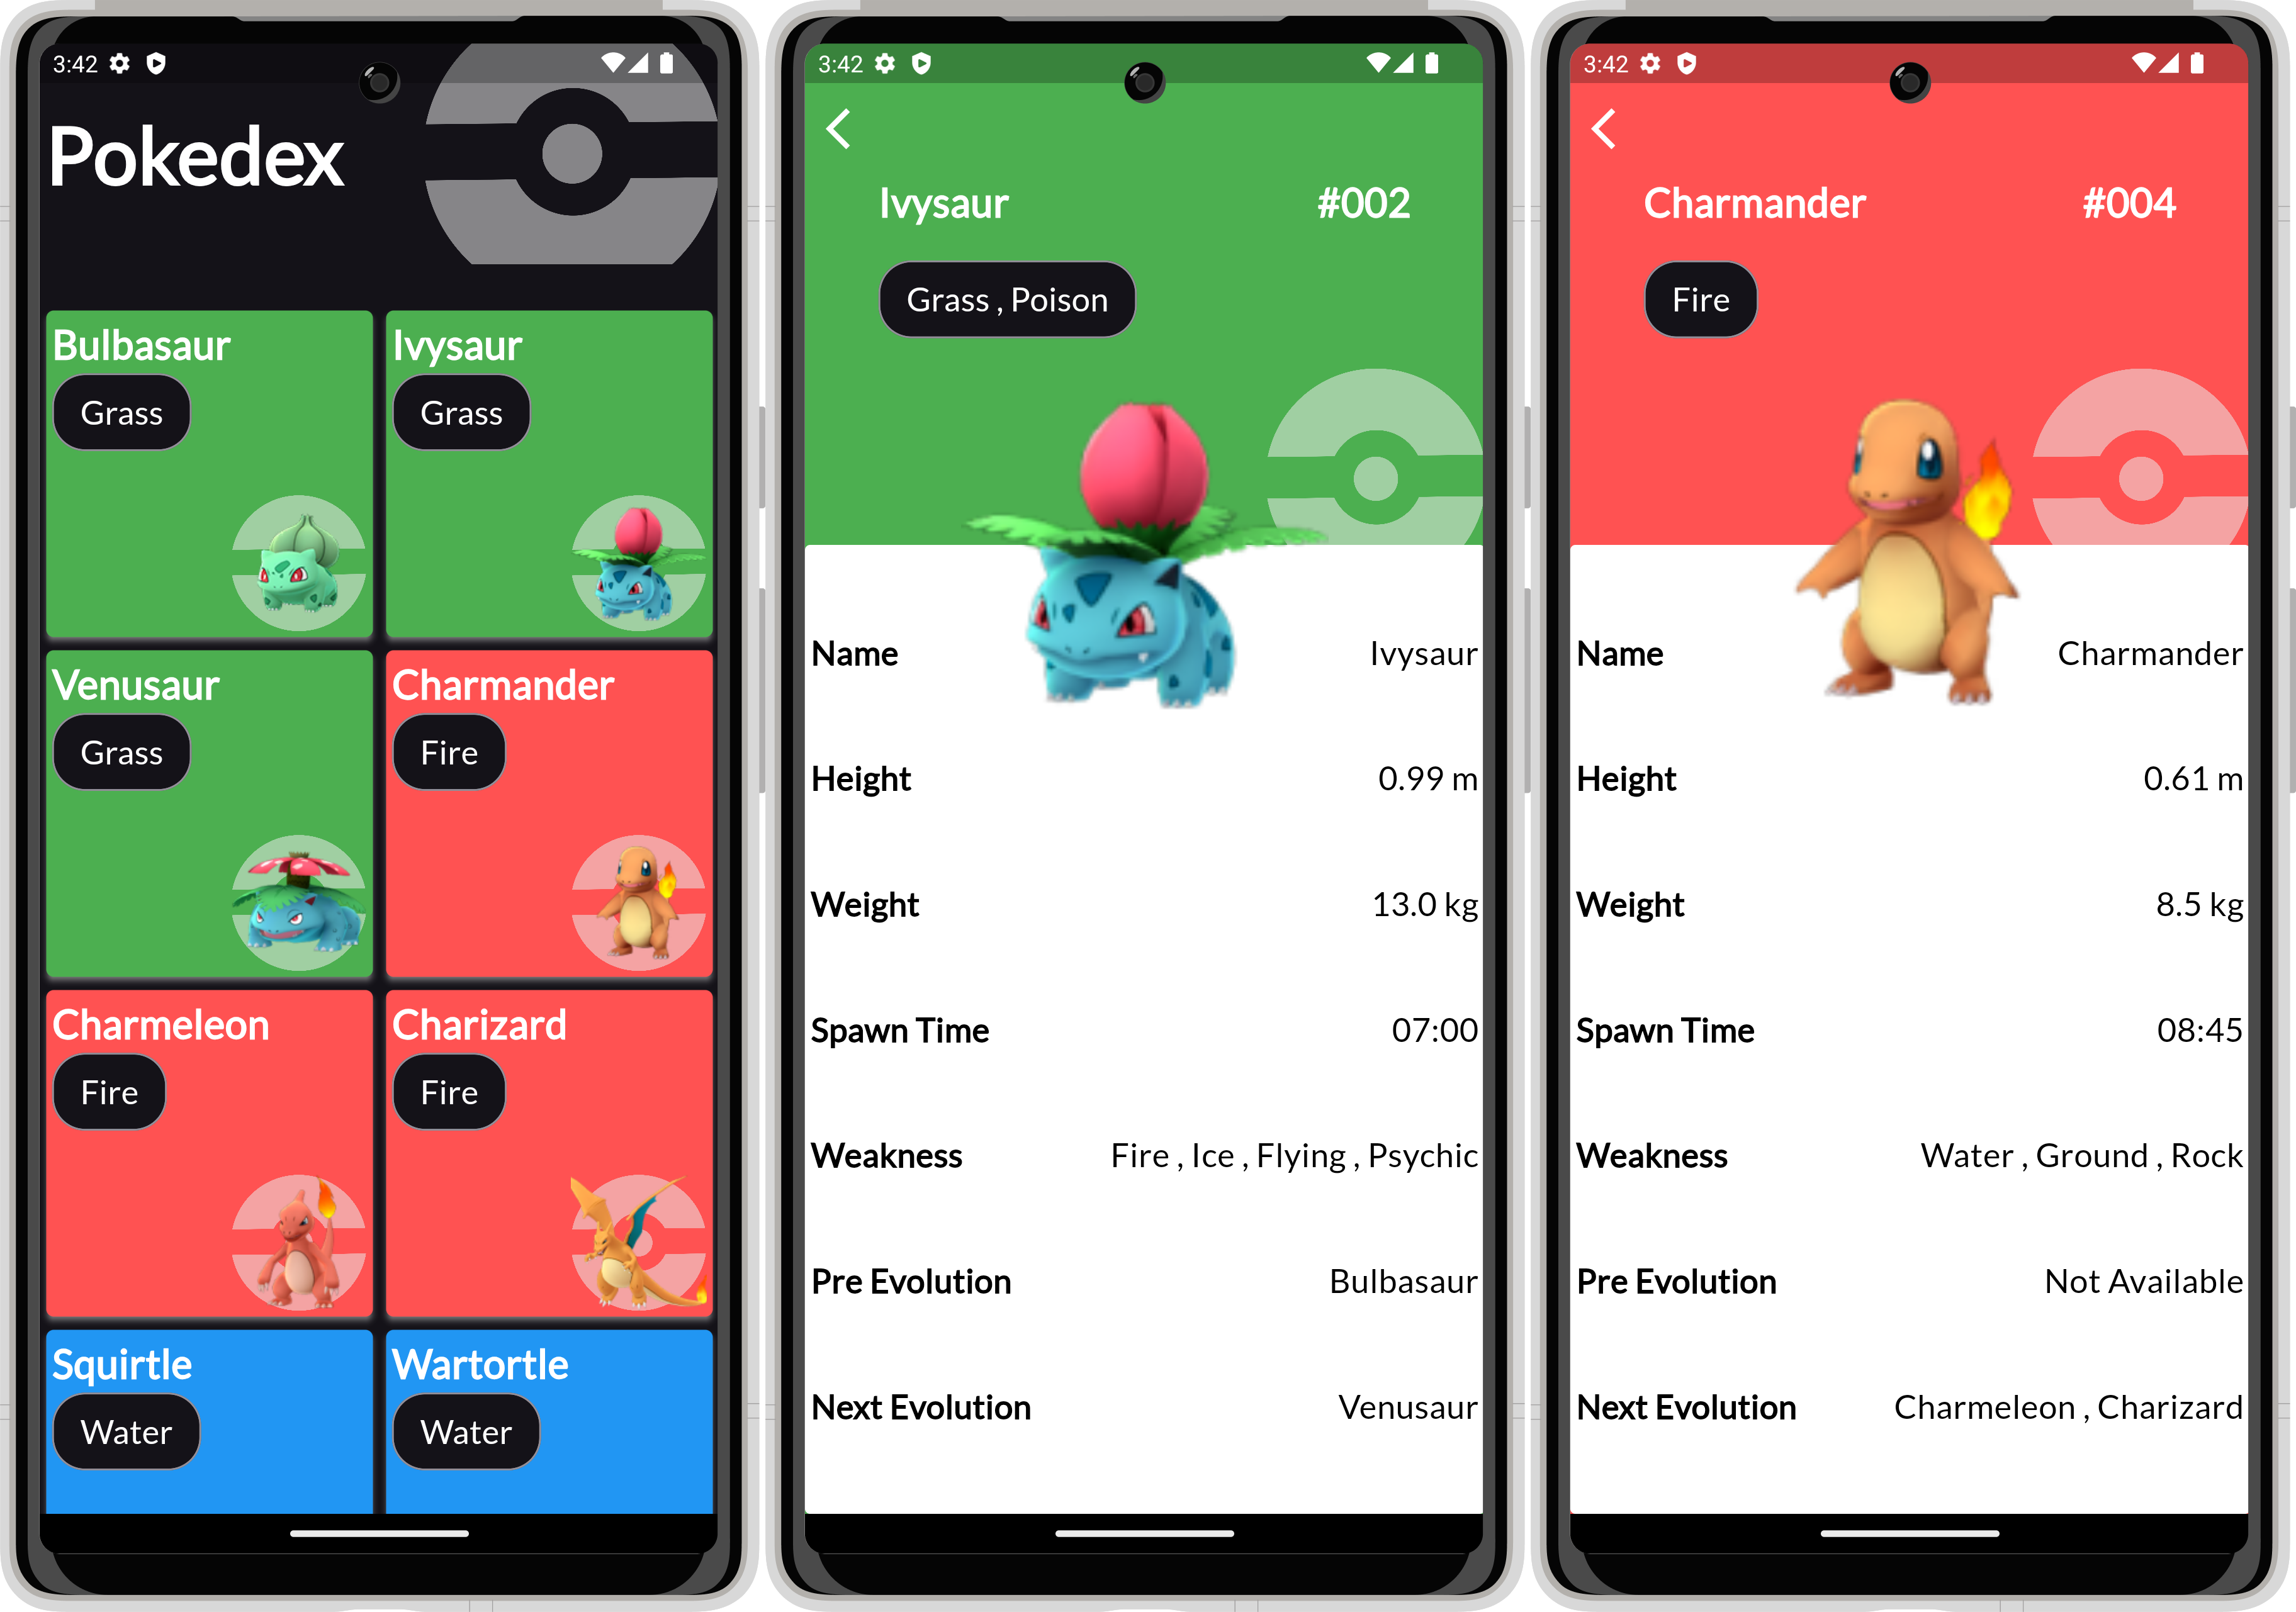 3:42
Pokedex
Bulbasaur
Grass
Ivysaur
Grass
Venusaur
Grass
Charmander
Fire
Charmeleon
Fire
Charizard
Fire
Squirtle
Water
Wartortle
Water
3:42
Ivysaur #002
Grass , Poison
Name Ivysaur
Height 0.99 m
Weight 13.0 kg
Spawn Time 07:00
Weakness Fire , Ice , Flying , Psychic
Pre Evolution Bulbasaur
Next Evolution Venusaur
3:42
Charmander #004
Fire
Name Charmander
Height 0.61 m
Weight 8.5 kg
Spawn Time 08:45
Weakness Water , Ground , Rock
Pre Evolution Not Available
Next Evolution Charmeleon , Charizard